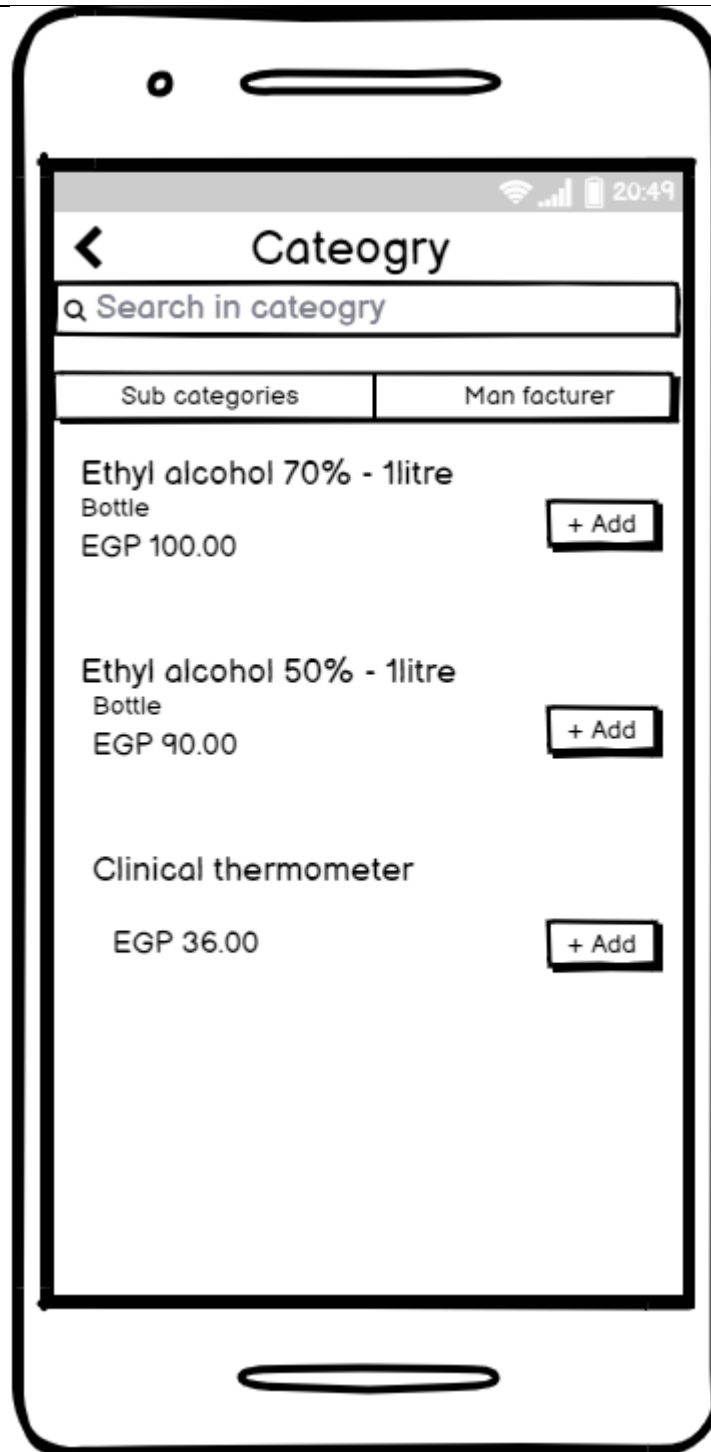 20:49
Cateogry
Search in cateogry
Sub categories Man facturer
Ethyl alcohol 70% - 1litre
Bottle
+ Add
EGP 100.00
Ethyl alcohol 50% - 1litre
Bottle
+ Add
EGP 90.00
Clinical thermometer
EGP 36.00 + Add